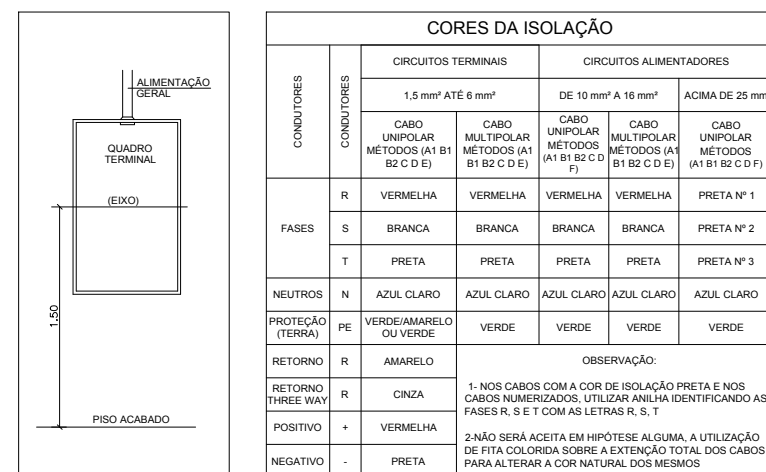 ALIMENTAÇÃO
GERAL
QUADRO
TERMINAL
(EIXO)
1.50
PISO ACABADO
CORES DA ISOLAÇÃO
CONDUTORES
CONDUTORES
CIRCUITOS TERMINAIS
CIRCUITOS ALIMENTADORES
1,5 mm² ATÉ 6 mm²
DE 10 mm² A 16 mm²
ACIMA DE 25 mm
CABO
UNIPOLAR
MÉTODOS (A1 B1
B2 C D E)
CABO
MULTIPOLAR
MÉTODOS (A1
B1 B2 C D E)
CABO
UNIPOLAR
MÉTODOS
(A1 B1 B2 C D
F)
CABO
MULTIPOLAR
MÉTODOS (A1
B1 B2 C D E)
CABO
UNIPOLAR
MÉTODOS
(A1 B1 B2 C D F)
FASES
R VERMELHA VERMELHA VERMELHA VERMELHA PRETA Nº 1
S BRANCA BRANCA BRANCA BRANCA PRETA Nº 2
T PRETA PRETA PRETA PRETA PRETA Nº 3
NEUTROS N AZUL CLARO AZUL CLARO AZUL CLARO AZUL CLARO AZUL CLARO
PROTEÇÃO
(TERRA)
PE
VERDE/AMARELO
OU VERDE
VERDE VERDE VERDE VERDE
RETORNO R AMARELO
RETORNO
THREE WAY
R CINZA
POSITIVO + VERMELHA
NEGATIVO - PRETA
OBSERVAÇÃO:
1- NOS CABOS COM A COR DE ISOLAÇÃO PRETA E NOS
CABOS NUMERIZADOS, UTILIZAR ANILHA IDENTIFICANDO AS
FASES R, S E T COM AS LETRAS R, S, T
2-NÃO SERÁ ACEITA EM HIPÓTESE ALGUMA, A UTILIZAÇÃO
DE FITA COLORIDA SOBRE A EXTENÇÃO TOTAL DOS CABOS
PARA ALTERAR A COR NATURAL DOS MESMOS